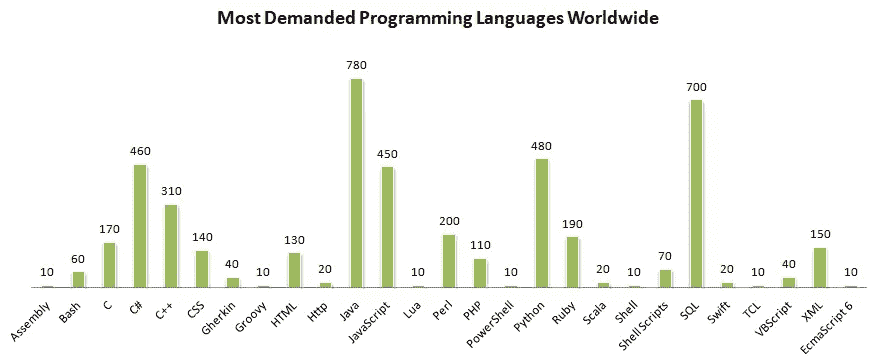 Most Demanded Programming Languages Worldwide
10
60
170
460
310
140
40
10
130
20
780
450
10
200
110
10
480
190
20
10
70
700
20
10
40
150
10
Assembly
Bash
C
C#
C++
CSS
Gherkin
Groovy
HTML
Http
Java
JavaScript
Lua
Perl
PHP
PowerShell
Python
Ruby
Scala
Shell
Shell Scripts
SQL
Swift
TCL
VBScript
XML
EcmaScript 6